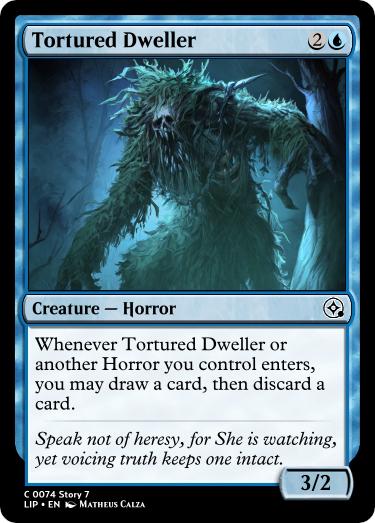 Tortured Dweller 2
Creature — Horror
Whenever Tortured Dweller or
another Horror you control enters,
you may draw a card, then discard a
card.
Speak not of heresy, for She is watching,
yet voicing truth keeps one intact.
3/2
C 0074 Story 7
LIP • EN Matheus Calza